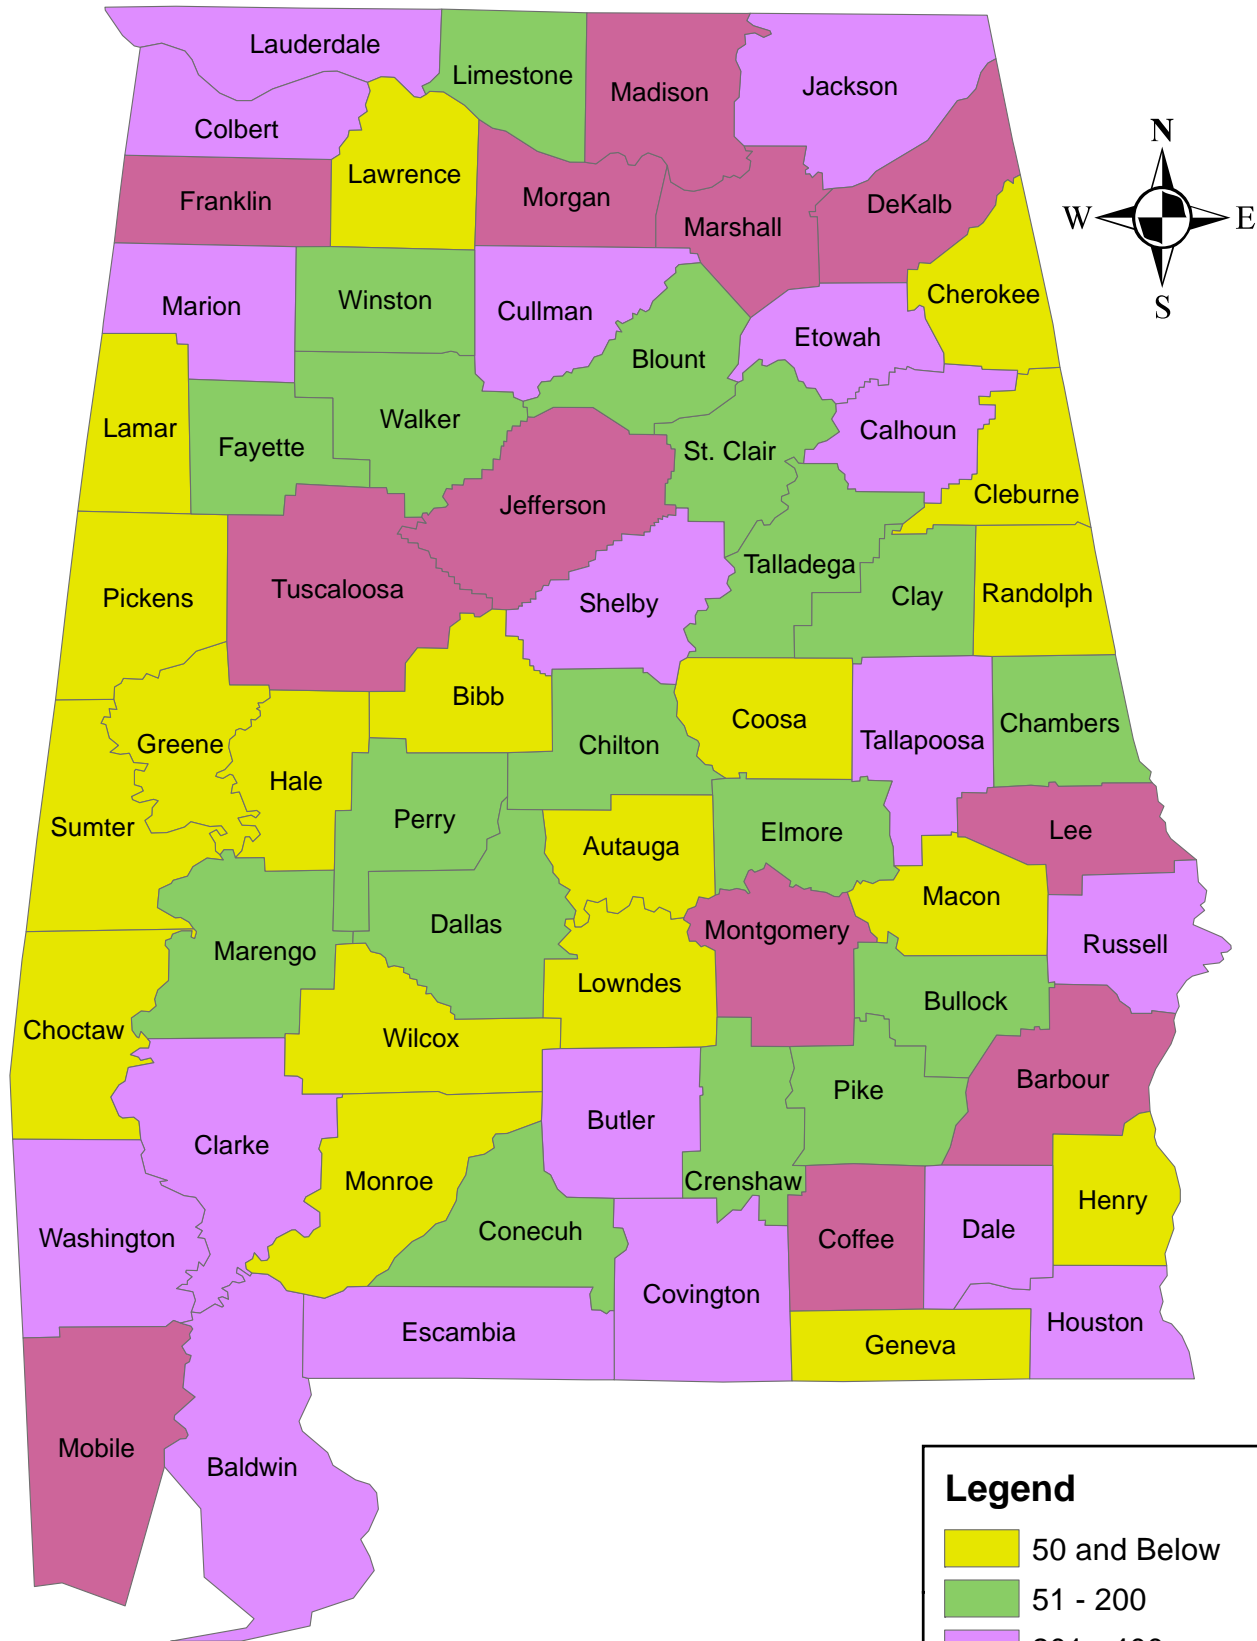 Lauderdale
Limestone
Madison
Jackson
Colbert
Lawrence
Franklin
Morgan
Marshall
DeKalb
N
W
E
S
Marion
Winston
Cullman
Blount
Etowah
Cherokee
Lamar
Fayette
Walker
Jefferson
St. Clair
Calhoun
Cleburne
Pickens
Tuscaloosa
Shelby
Talladega
Clay
Randolph
Bibb
Coosa
Tallapoosa
Chambers
Greene
Hale
Chilton
Sumter
Perry
Autauga
Elmore
Lee
Macon
Marengo
Dallas
Montgomery
Russell
Lowndes
Bullock
Choctaw
Wilcox
Barbour
Butler
Pike
Clarke
Monroe
Crenshaw
Henry
Washington
Conecuh
Coffee
Dale
Covington
Escambia
Houston
Geneva
Mobile
Baldwin
Legend
50 and Below
51 - 200